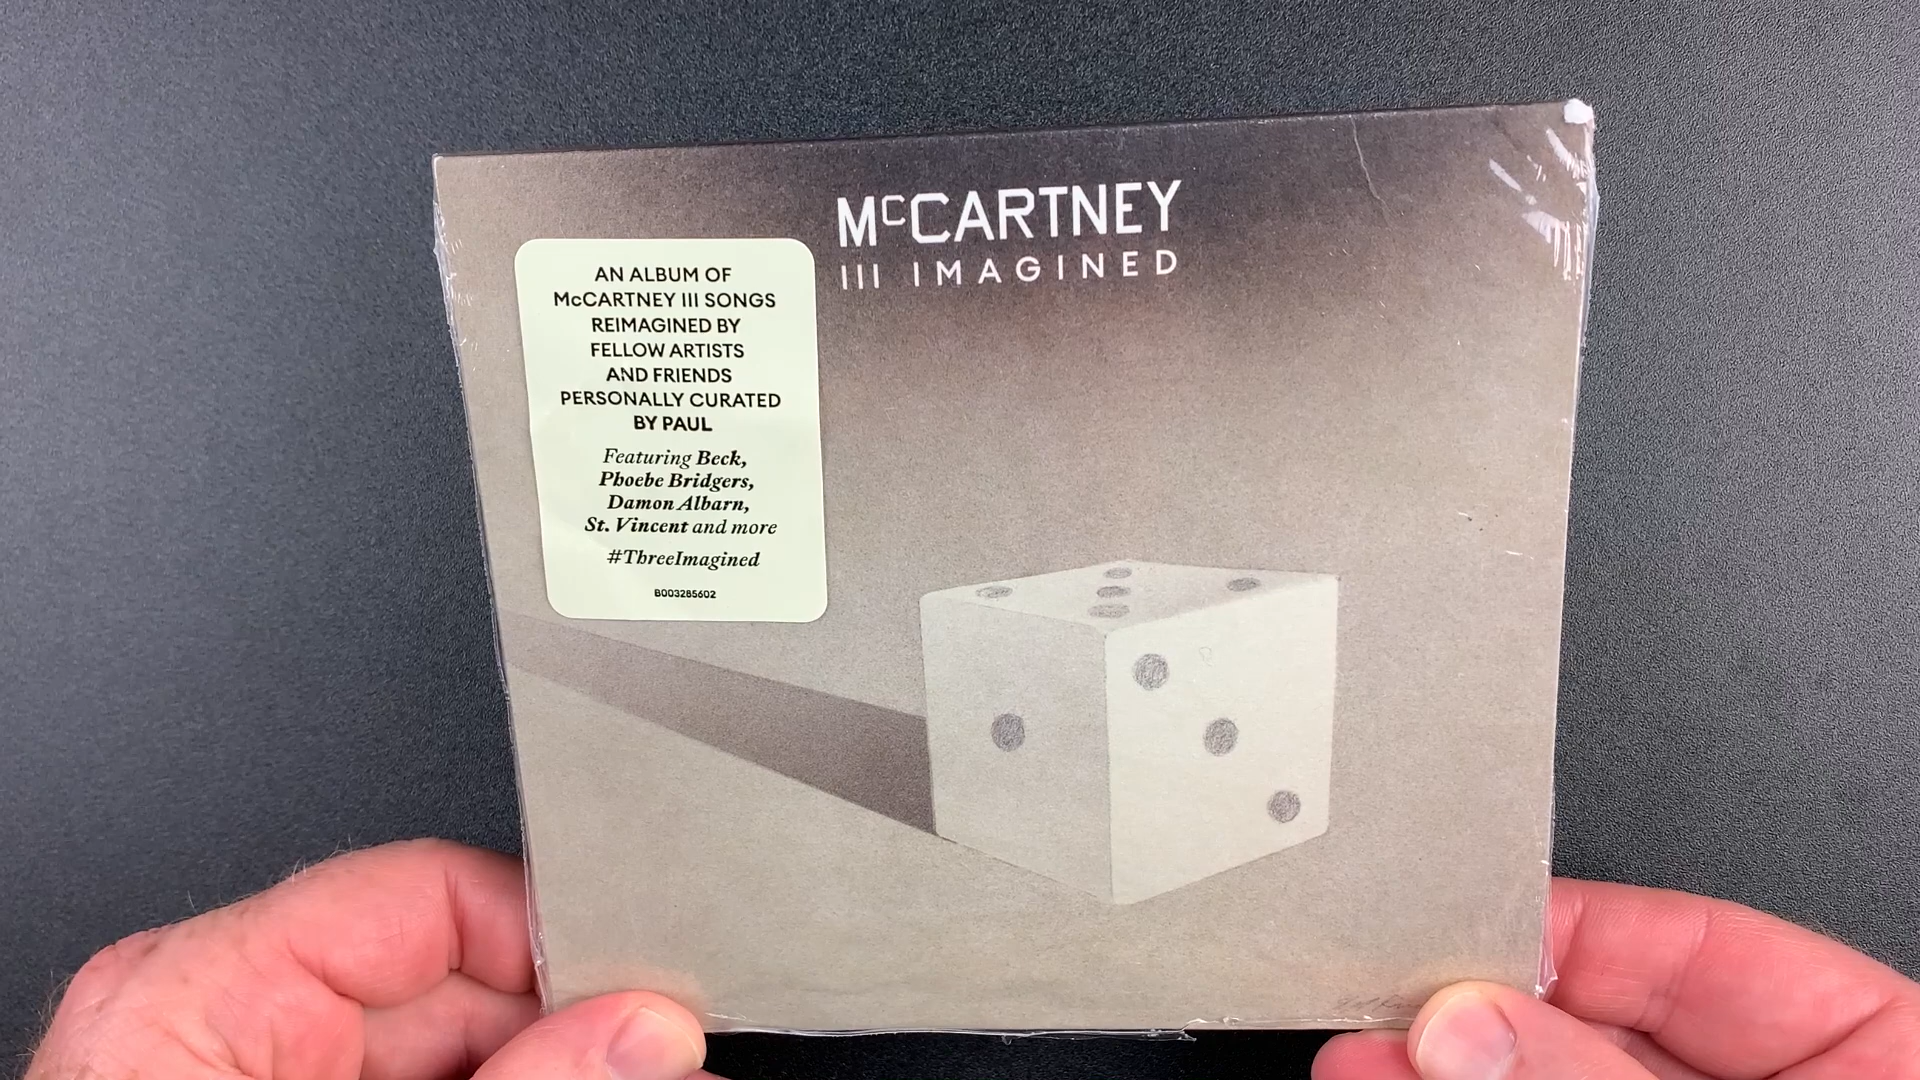 McCARTNEY
III IMAGINED
AN ALBUM OF
McCARTNEY III SONGS
REIMAGINED BY
FELLOW ARTISTS
AND FRIENDS
PERSONALLY CURATED
BY PAUL
Featuring Beck,
Phoebe Bridgers,
Damon Albarn,
St. Vincent and more
#ThreeImagined
B003285602